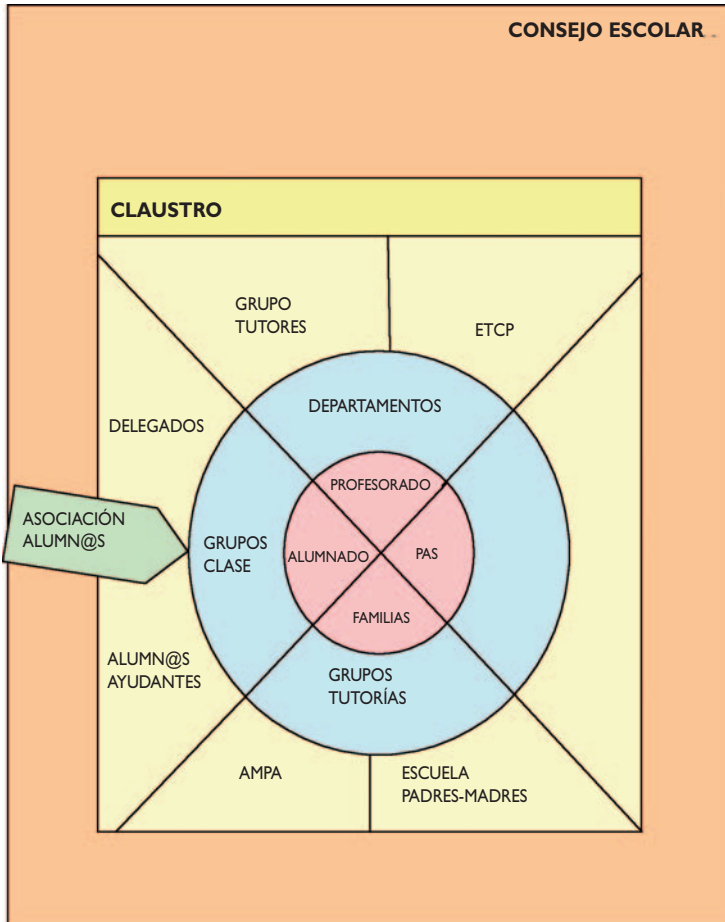 CONSEJO ESCOLAR
CLAUSTRO
GRUPO
TUTORES
ETCP
DEPARTAMENTOS
DELEGADOS
PROFESORADO
ASOCIACIÓN
ALUMN@S
GRUPOS
CLASE
ALUMNADO
PAS
FAMILIAS
ALUMN@S
AYUDANTES
GRUPOS
TUTORÍAS
AMPA
ESCUELA
PADRES-MADRES